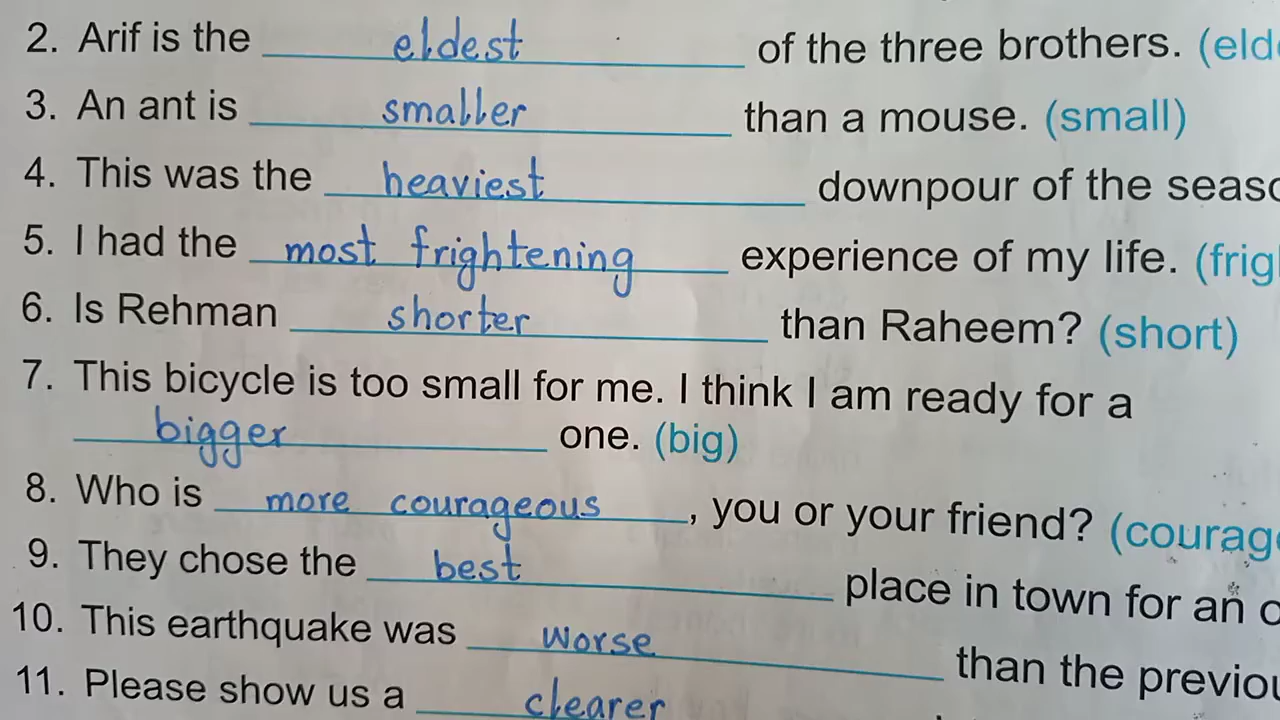 2. Arif is the eldest of the three brothers. (eld
3. An ant is smaller than a mouse. (small)
4. This was the heaviest downpour of the seaso
5. I had the most frightening experience of my life. (frig
6. Is Rehman shorter than Raheem? (short)
7. This bicycle is too small for me. I think I am ready for a
bigger one. (big)
8. Who is more courageous, you or your friend? (courag
9. They chose the best place in town for an
10. This earthquake was worse than the previou
11. Please show us a clearer